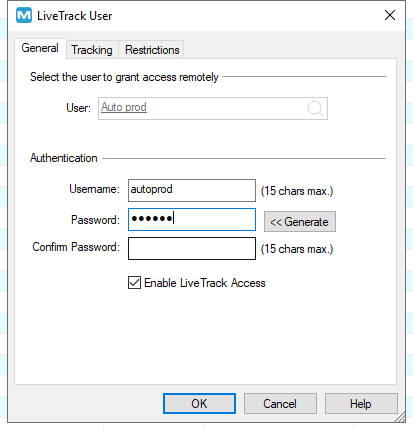 LiveTrack User
General Tracking Restrictions
Select the user to grant access remotely
User: Auto prod
Authentication
Username: autoprod (15 chars max.)
Password: •••••• << Generate
Confirm Password: (15 chars max.)
Enable LiveTrack Access
OK Cancel Help